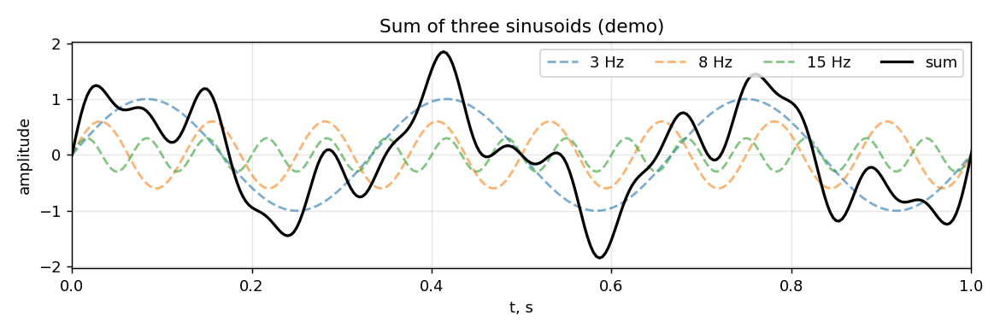 Sum of three sinusoids (demo)
3 Hz 8 Hz 15 Hz sum
amplitude
2
1
0
−1
−2
0.0 0.2 0.4 0.6 0.8 1.0
t, s